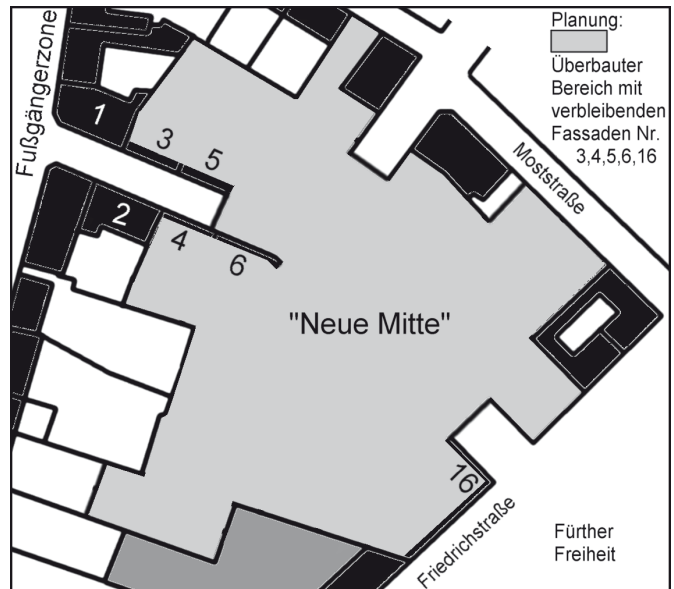 Planung:
Überbauter
Bereich mit
verbleibenden
Fassaden Nr.
3,4,5,6,16
Fußgängerzone
1
3
5
2
4
6
Moststraße
"Neue Mitte"
16
Friedrichstraße
Fürther
Freiheit